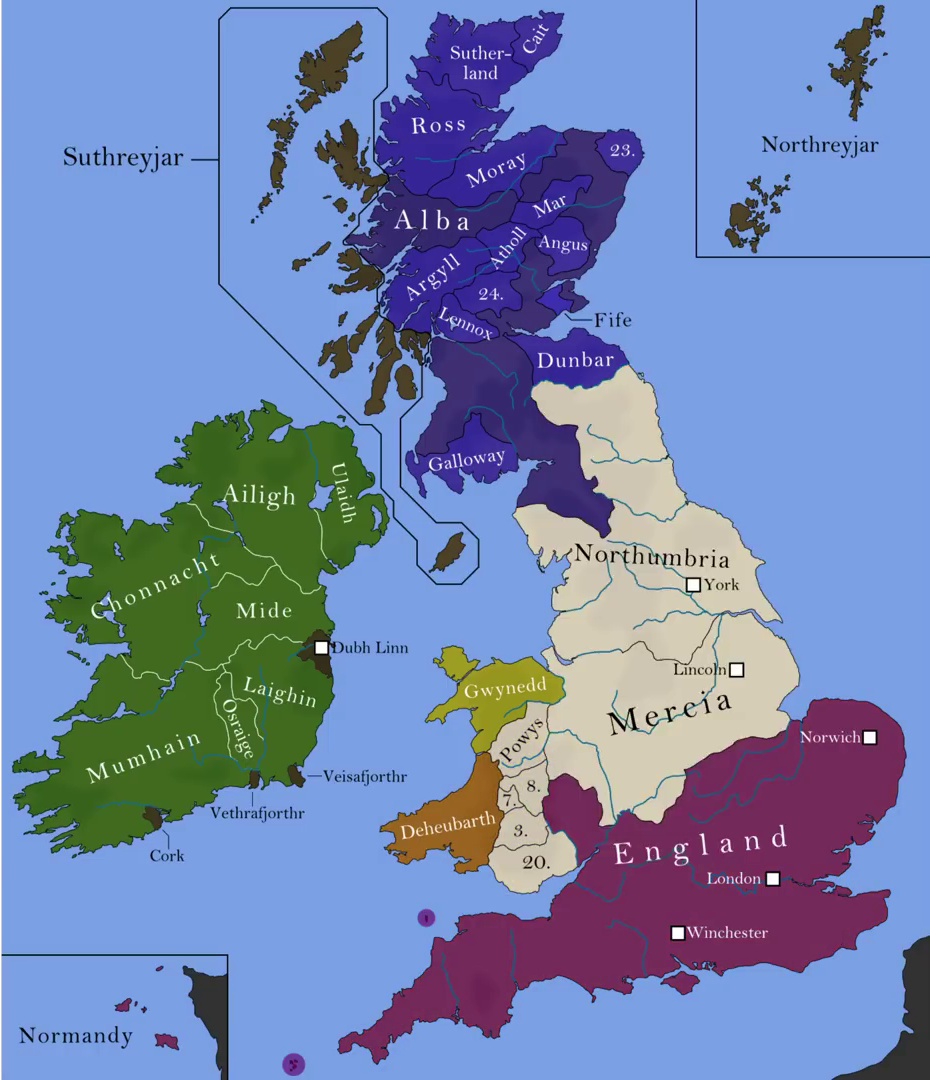 Suther-
land
Cait
Ross
Suthreyjar
Northreyjar
Moray
23.
Mar
Alba
Atholl
Angus
Argyll
24.
Lennox
Fife
Dunbar
Galloway
Ailigh
Ulaidh
Chonnacht
Northumbria
York
Mide
Dubh Linn
Lincoln
Gwynedd
Laighin
Mercia
Osraige
Powys
Norwich
Mumhain
Veisafjorthr
7.
8.
Vethrafjorthr
Deheubarth
3.
England
Cork
20.
London
Winchester
Normandy